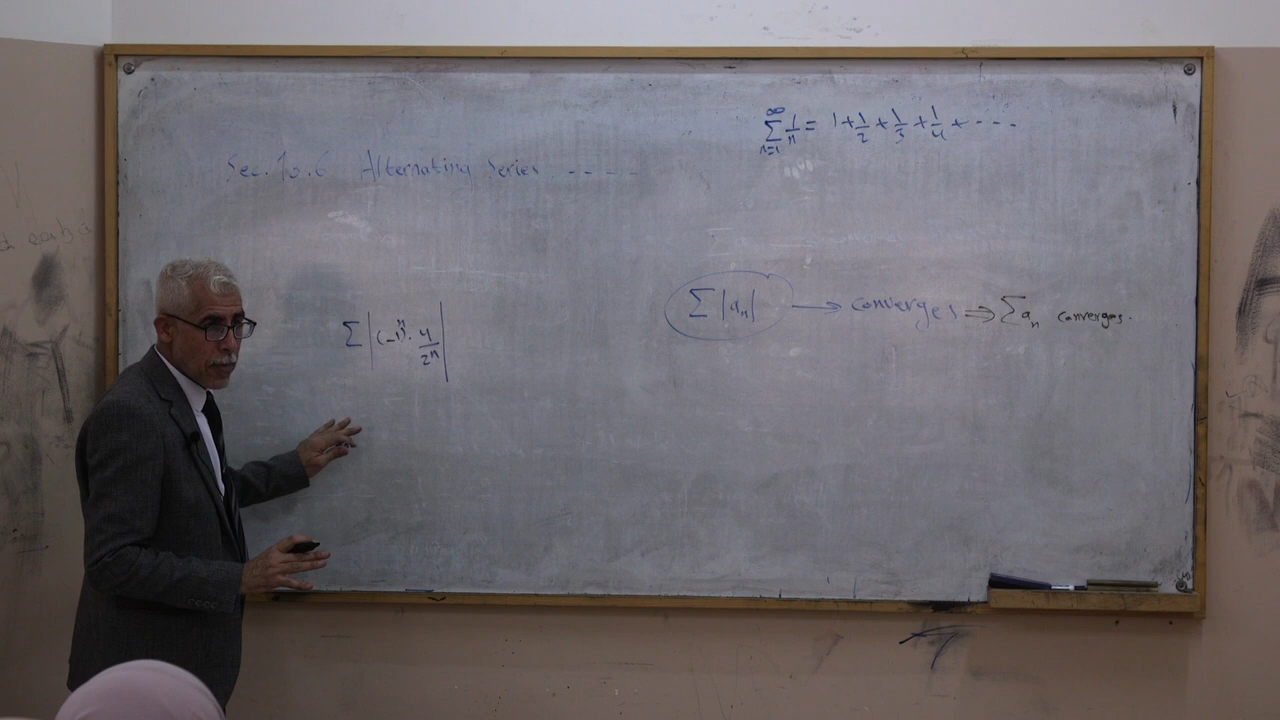 ∑_{n=1}^{∞} 1/n = 1 + 1/2 + 1/3 + 1/4 + ----
Sec. 10.6 Alternating Series -----
∑ |a_n| → converges ⇒ ∑ a_n converges.
∑ |(-1)^n · 4/2^n|